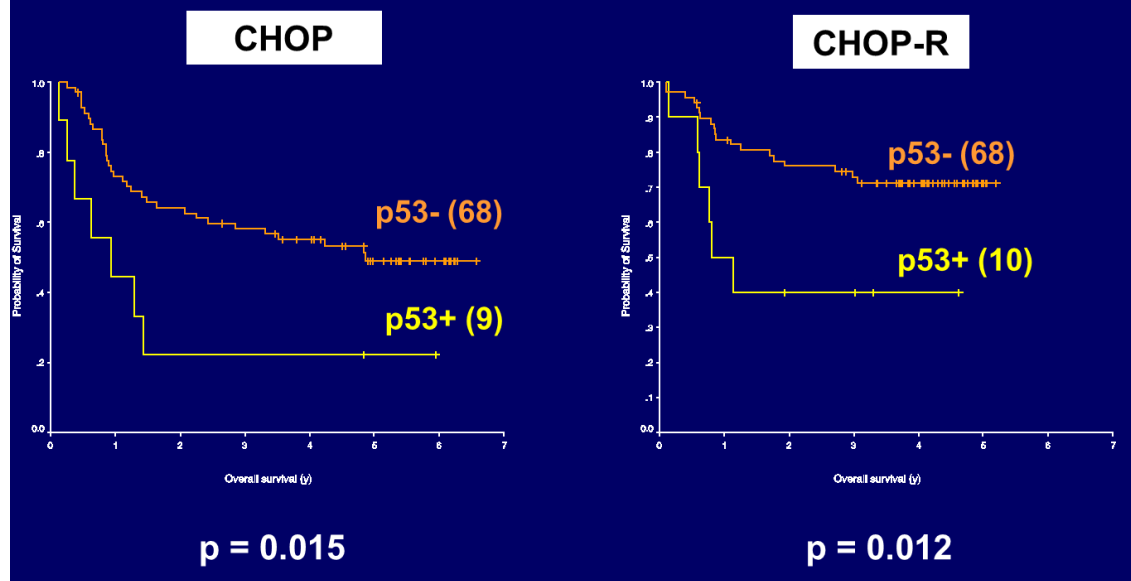 CHOP
CHOP-R
1.0
.8
.6
.4
.2
0.0
Probability of Survival
p53- (68)
p53+ (9)
0 1 2 3 4 5 6 7
Overall survival (y)
p = 0.015
1.0
.9
.8
.7
.6
.5
.4
.3
.2
.1
0.0
Probability of Survival
p53- (68)
p53+ (10)
0 1 2 3 4 5 6 7
Overall survival (y)
p = 0.012